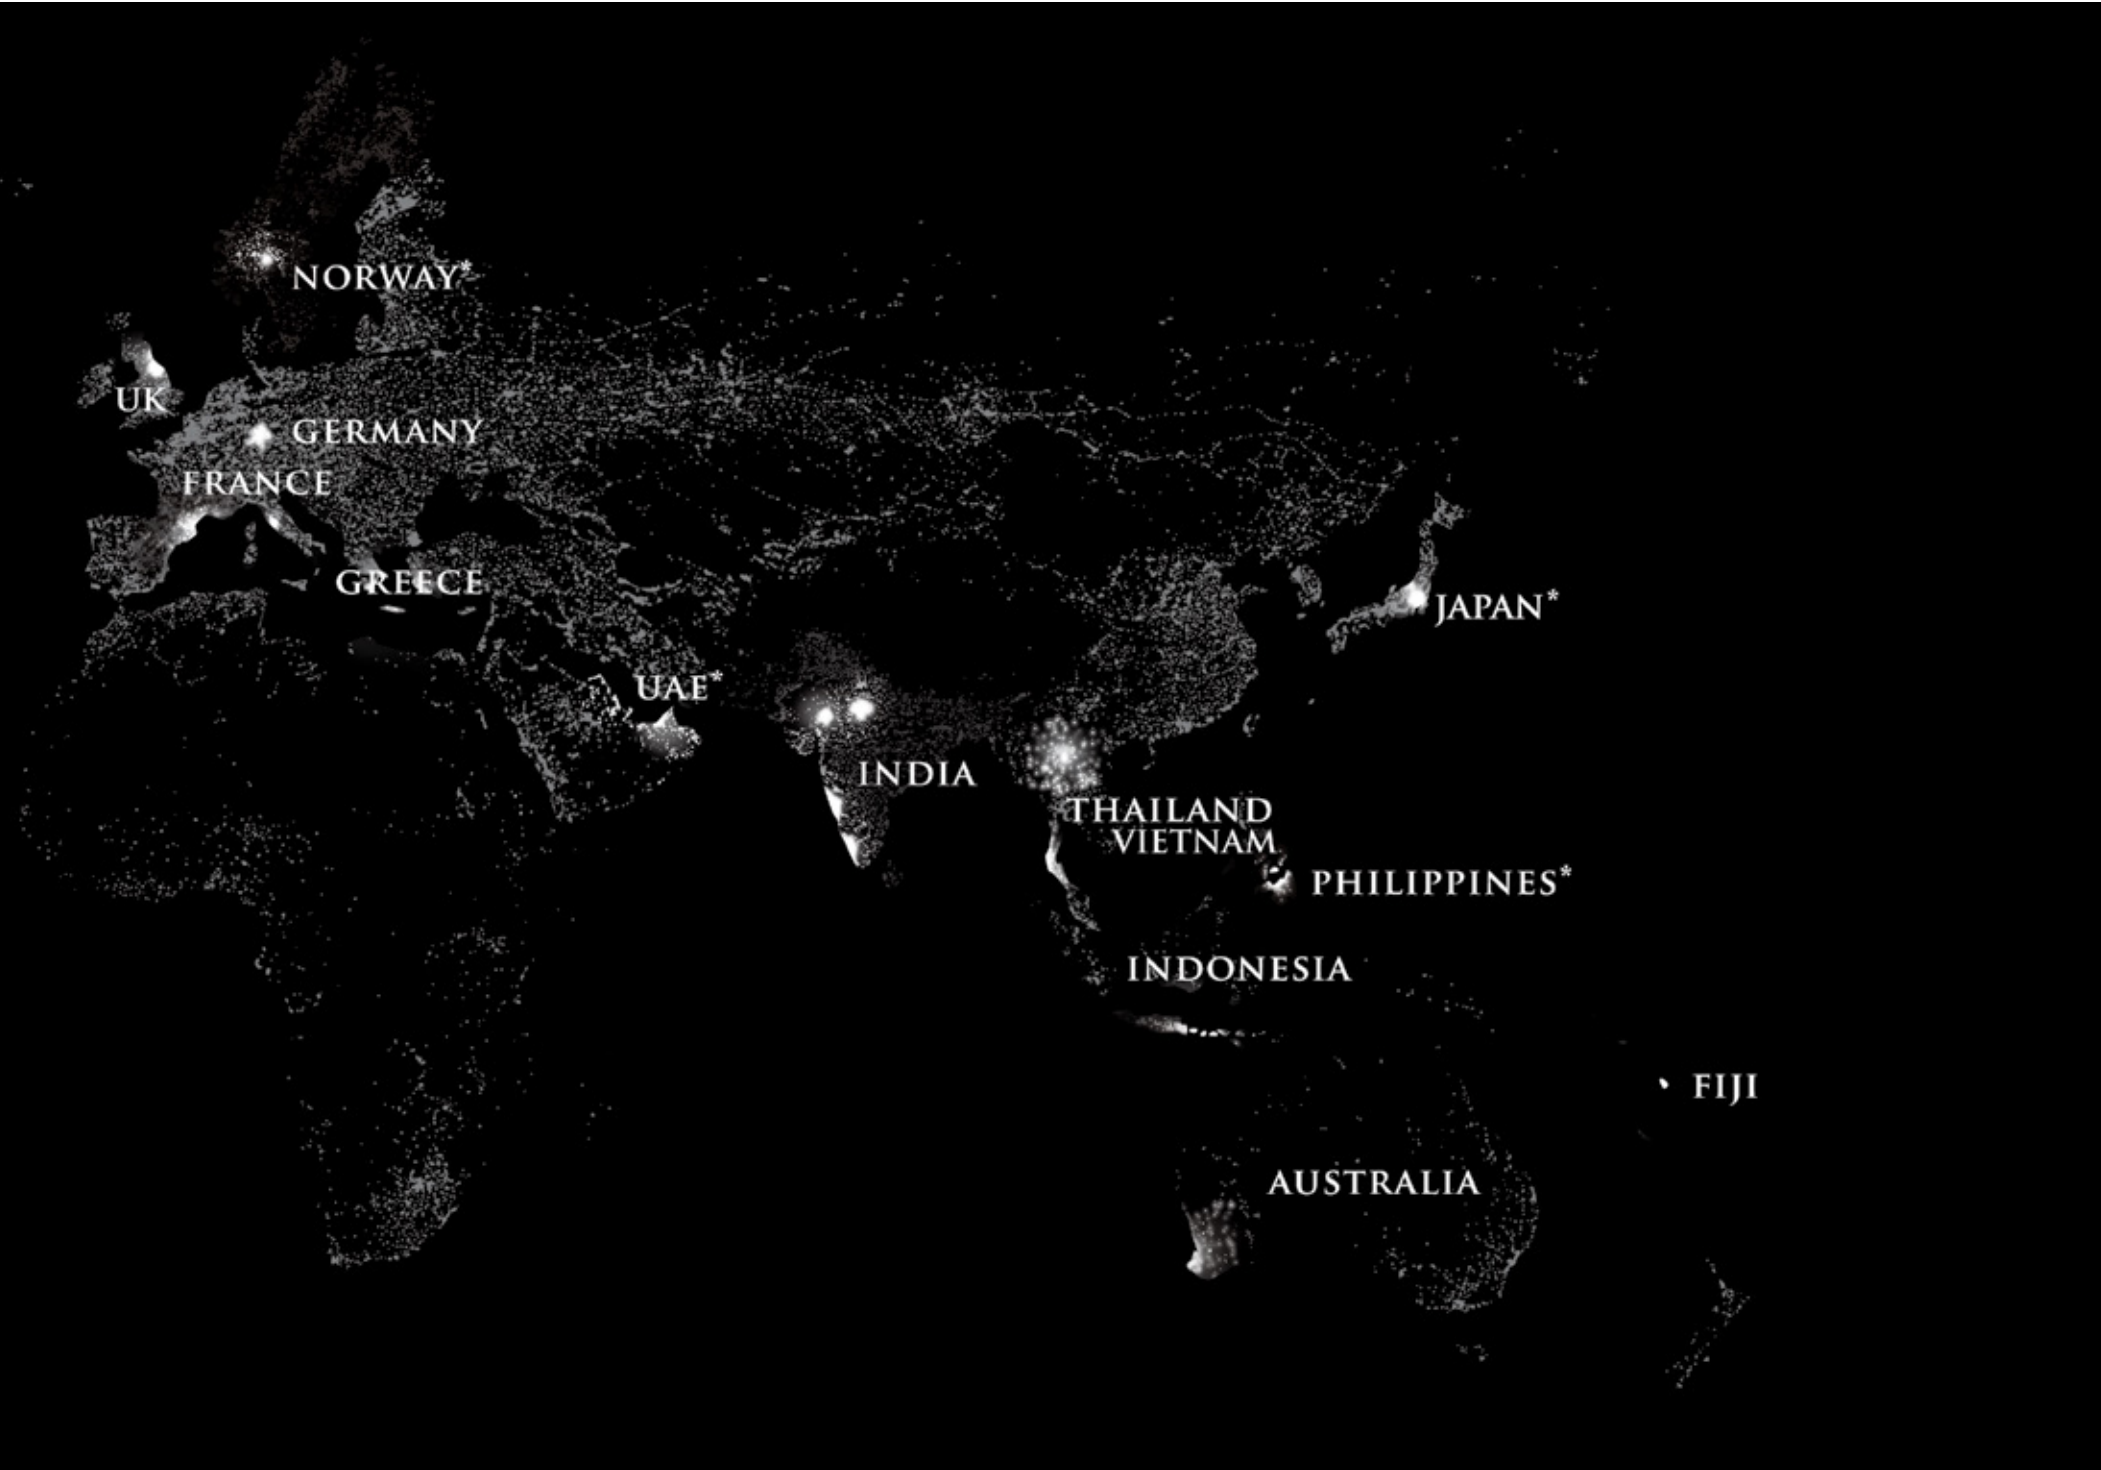 NORWAY*
UK
GERMANY
FRANCE
GREECE
JAPAN*
UAE*
INDIA
THAILAND
VIETNAM
PHILIPPINES*
INDONESIA
FIJI
AUSTRALIA